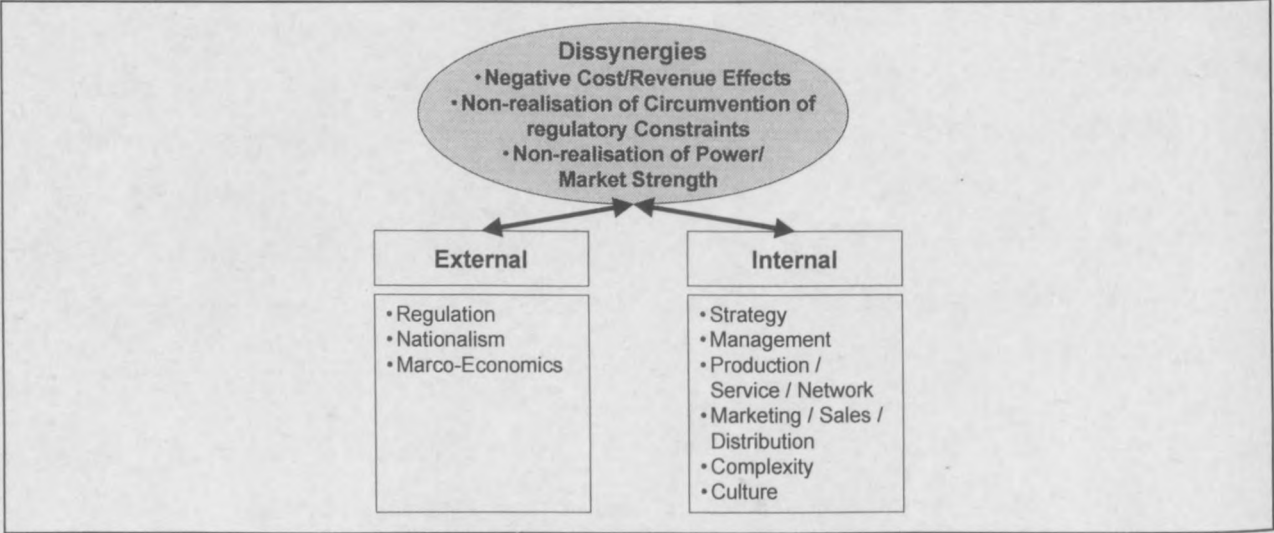 Dissynergies
•Negative Cost/Revenue Effects
•Non-realisation of Circumvention of
regulatory Constraints
•Non-realisation of Power/
Market Strength
External
•Regulation
•Nationalism
•Marco-Economics
Internal
•Strategy
•Management
•Production /
Service / Network
•Marketing / Sales /
Distribution
•Complexity
•Culture